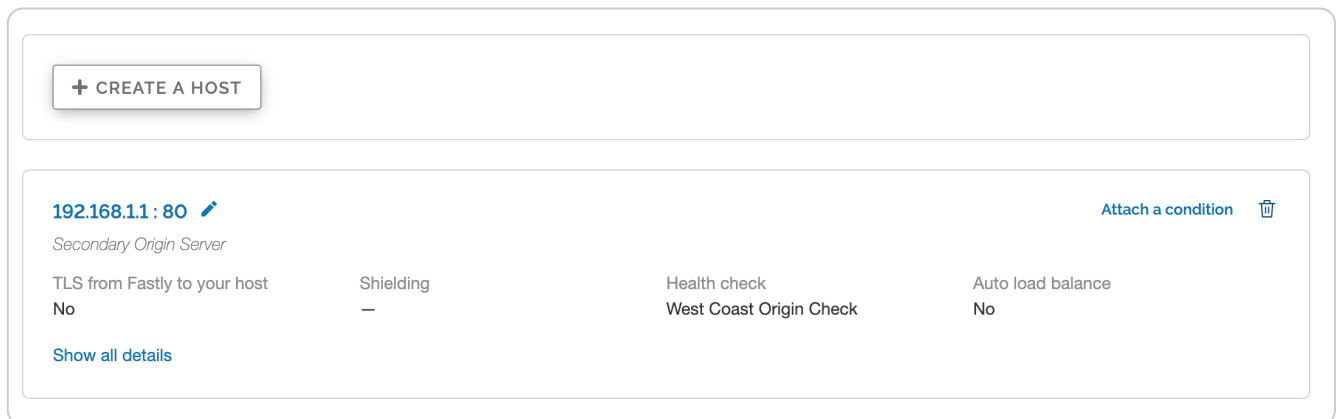 CREATE A HOST
192.168.1.1 : 80
Attach a condition
Secondary Origin Server
TLS from Fastly to your host
Shielding
Health check
Auto load balance
No
—
West Coast Origin Check
No
Show all details